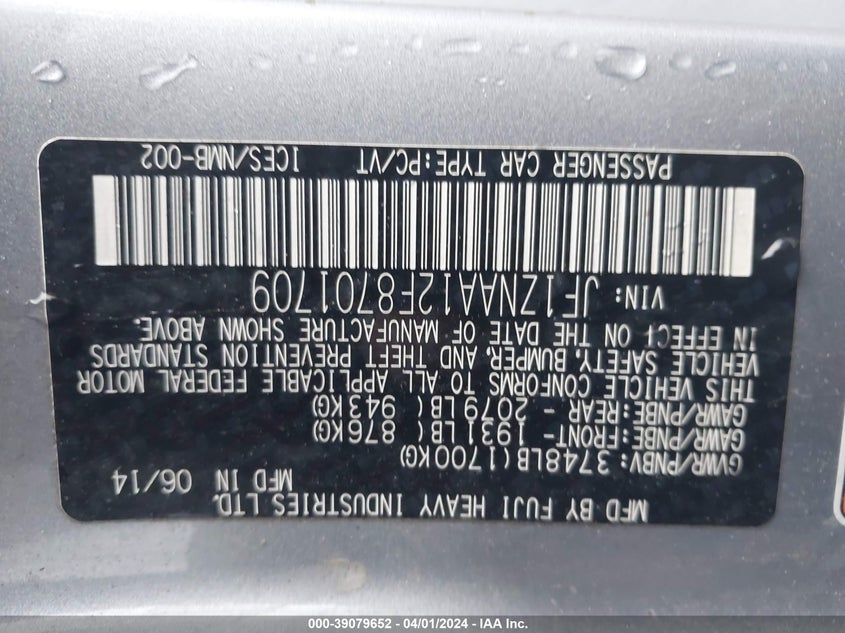 MFD BY FUJI HEAVY INDUSTRIES LTD.
MFD IN 06/14
GVWR/PNBV: 3748LB(1700KG)
GAWR/PNBE:FRONT- 1931LB( 876KG)
GAWR/PNBE:REAR - 2079LB( 943KG)
THIS VEHICLE CONFORMS TO ALL APPLICABLE FEDERAL MOTOR
VEHICLE SAFETY, BUMPER, AND THEFT PREVENTION STANDARDS
IN EFFECT ON THE DATE OF MANUFACTURE SHOWN ABOVE.
VIN: JF1ZNAA12F8701709
PASSENGER CAR TYPE:PC/VT ICES/NMB-002
000-39079652 - 04/01/2024 - IAA Inc.